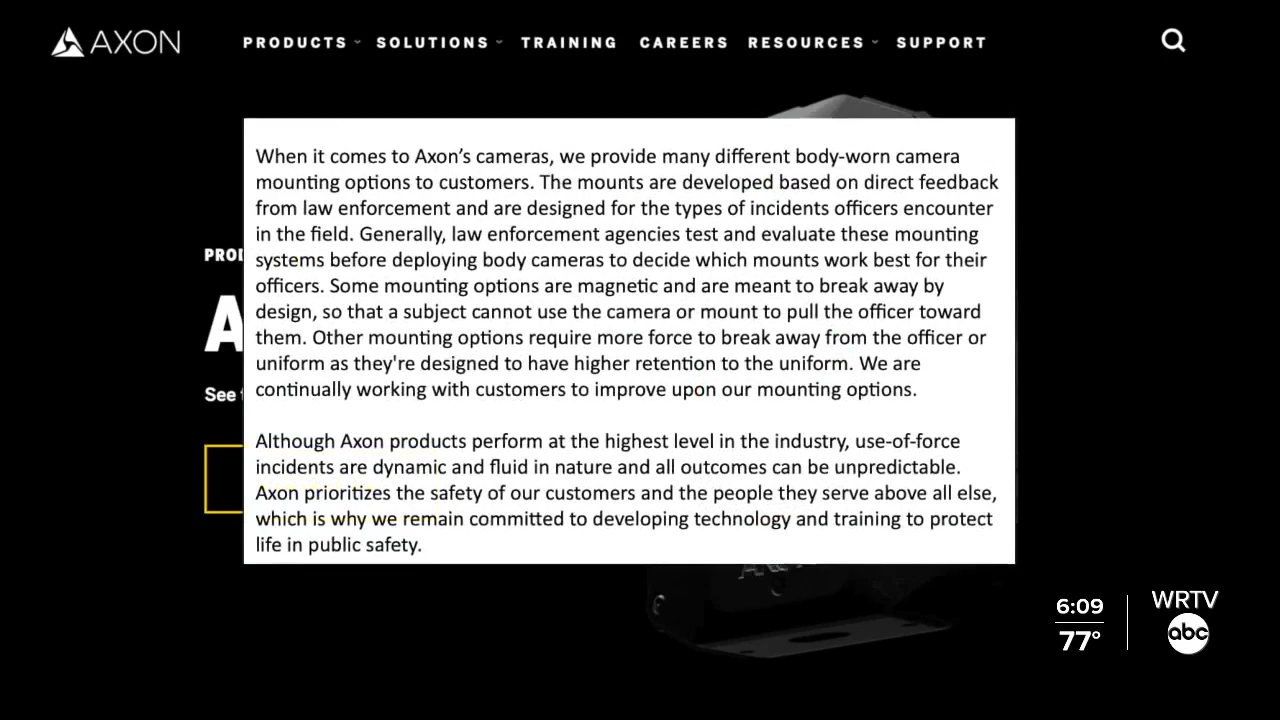 AXON
PRODUCTS SOLUTIONS TRAINING CAREERS RESOURCES SUPPORT
When it comes to Axon's cameras, we provide many different body-worn camera
mounting options to customers. The mounts are developed based on direct feedback
from law enforcement and are designed for the types of incidents officers encounter
in the field. Generally, law enforcement agencies test and evaluate these mounting
systems before deploying body cameras to decide which mounts work best for their
officers. Some mounting options are magnetic and are meant to break away by
design, so that a subject cannot use the camera or mount to pull the officer toward
them. Other mounting options require more force to break away from the officer or
uniform as they're designed to have higher retention to the uniform. We are
continually working with customers to improve upon our mounting options.
Although Axon products perform at the highest level in the industry, use-of-force
incidents are dynamic and fluid in nature and all outcomes can be unpredictable.
Axon prioritizes the safety of our customers and the people they serve above all else,
which is why we remain committed to developing technology and training to protect
life in public safety.
See
6:09
77°
WRTV
abc